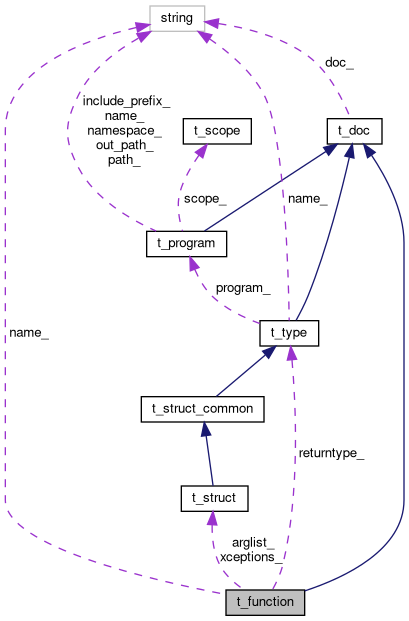 string
doc_
include_prefix_
name_
namespace_
out_path_
path_
t_scope
t_doc
scope_
name_
t_program
program_
name_
t_type
t_struct_common
returntype_
t_struct
arglist_
xceptions_
t_function